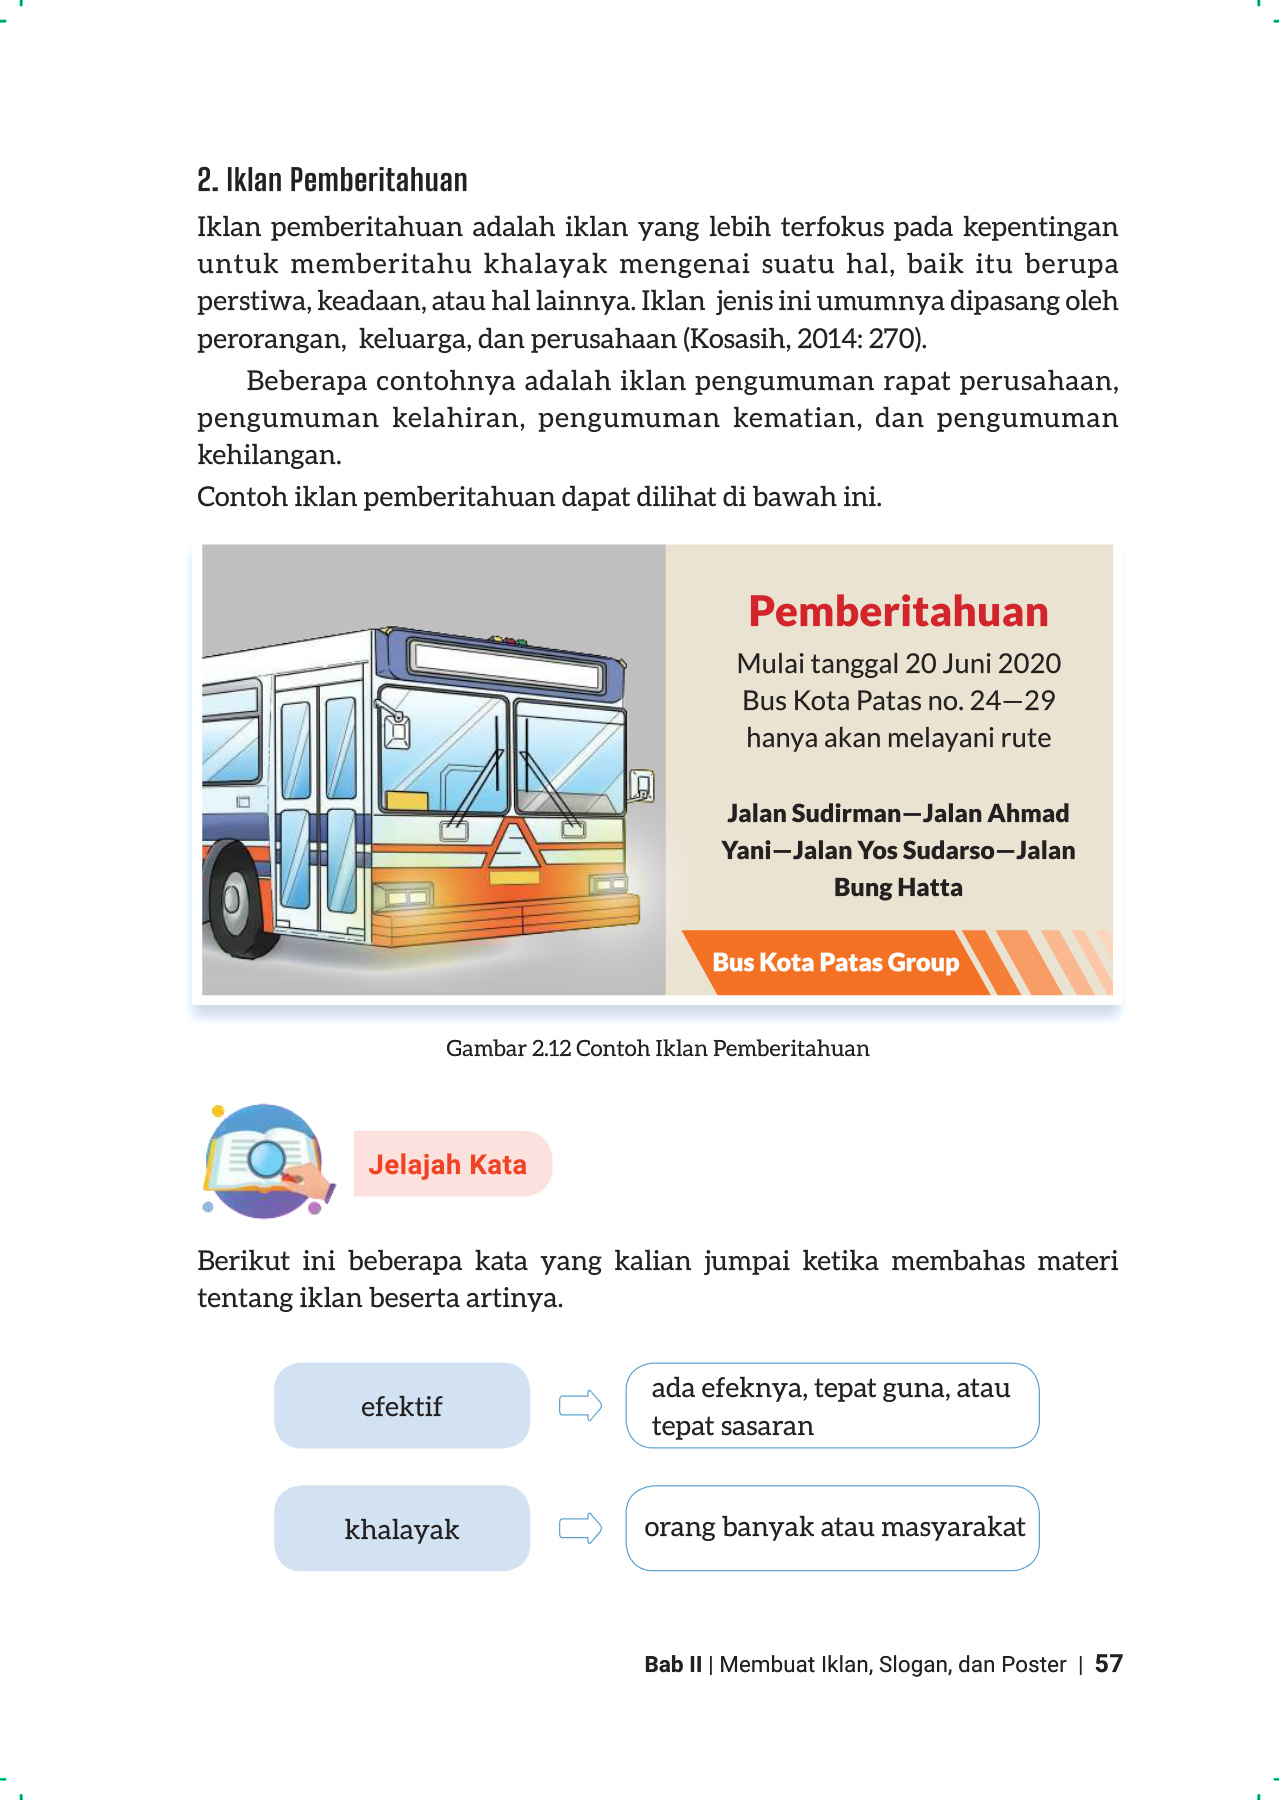 2. Iklan Pemberitahuan
Iklan pemberitahuan adalah iklan yang lebih terfokus pada kepentingan
untuk memberitahu khalayak mengenai suatu hal, baik itu berupa
perstiwa, keadaan, atau hal lainnya. Iklan jenis ini umumnya dipasang oleh
perorangan, keluarga, dan perusahaan (Kosasih, 2014: 270).
Beberapa contohnya adalah iklan pengumuman rapat perusahaan,
pengumuman kelahiran, pengumuman kematian, dan pengumuman
kehilangan.
Contoh iklan pemberitahuan dapat dilihat di bawah ini.
Pemberitahuan
Mulai tanggal 20 Juni 2020
Bus Kota Patas no. 24—29
hanya akan melayani rute
Jalan Sudirman—Jalan Ahmad
Yani—Jalan Yos Sudarso—Jalan
Bung Hatta
Bus Kota Patas Group
Gambar 2.12 Contoh Iklan Pemberitahuan
Jelajah Kata
Berikut ini beberapa kata yang kalian jumpai ketika membahas materi
tentang iklan beserta artinya.
efektif
ada efeknya, tepat guna, atau
tepat sasaran
khalayak
orang banyak atau masyarakat
Bab II | Membuat Iklan, Slogan, dan Poster | 57